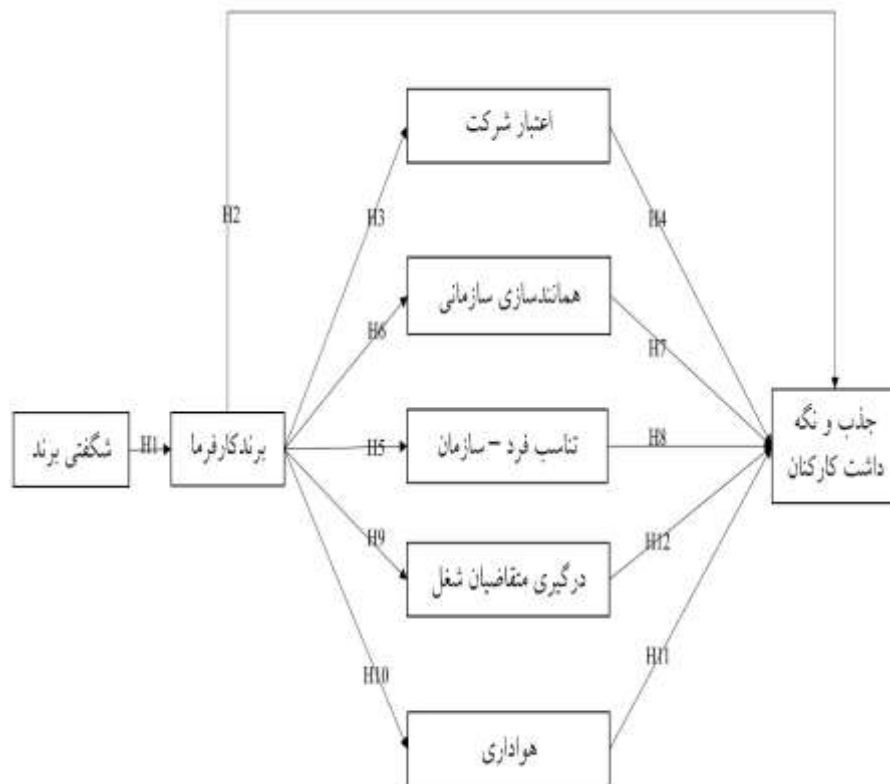 اعتبار شرکت
H2
H3
H4
همانندسازی سازمانی
H6
H7
شگفتی برند
H1
برندکارفرما
H5
تناسب فرد – سازمان
H8
جذب و نگه
داشت کارکنان
H9
H12
درگیری متقاضیان شغل
H10
H11
هواداری